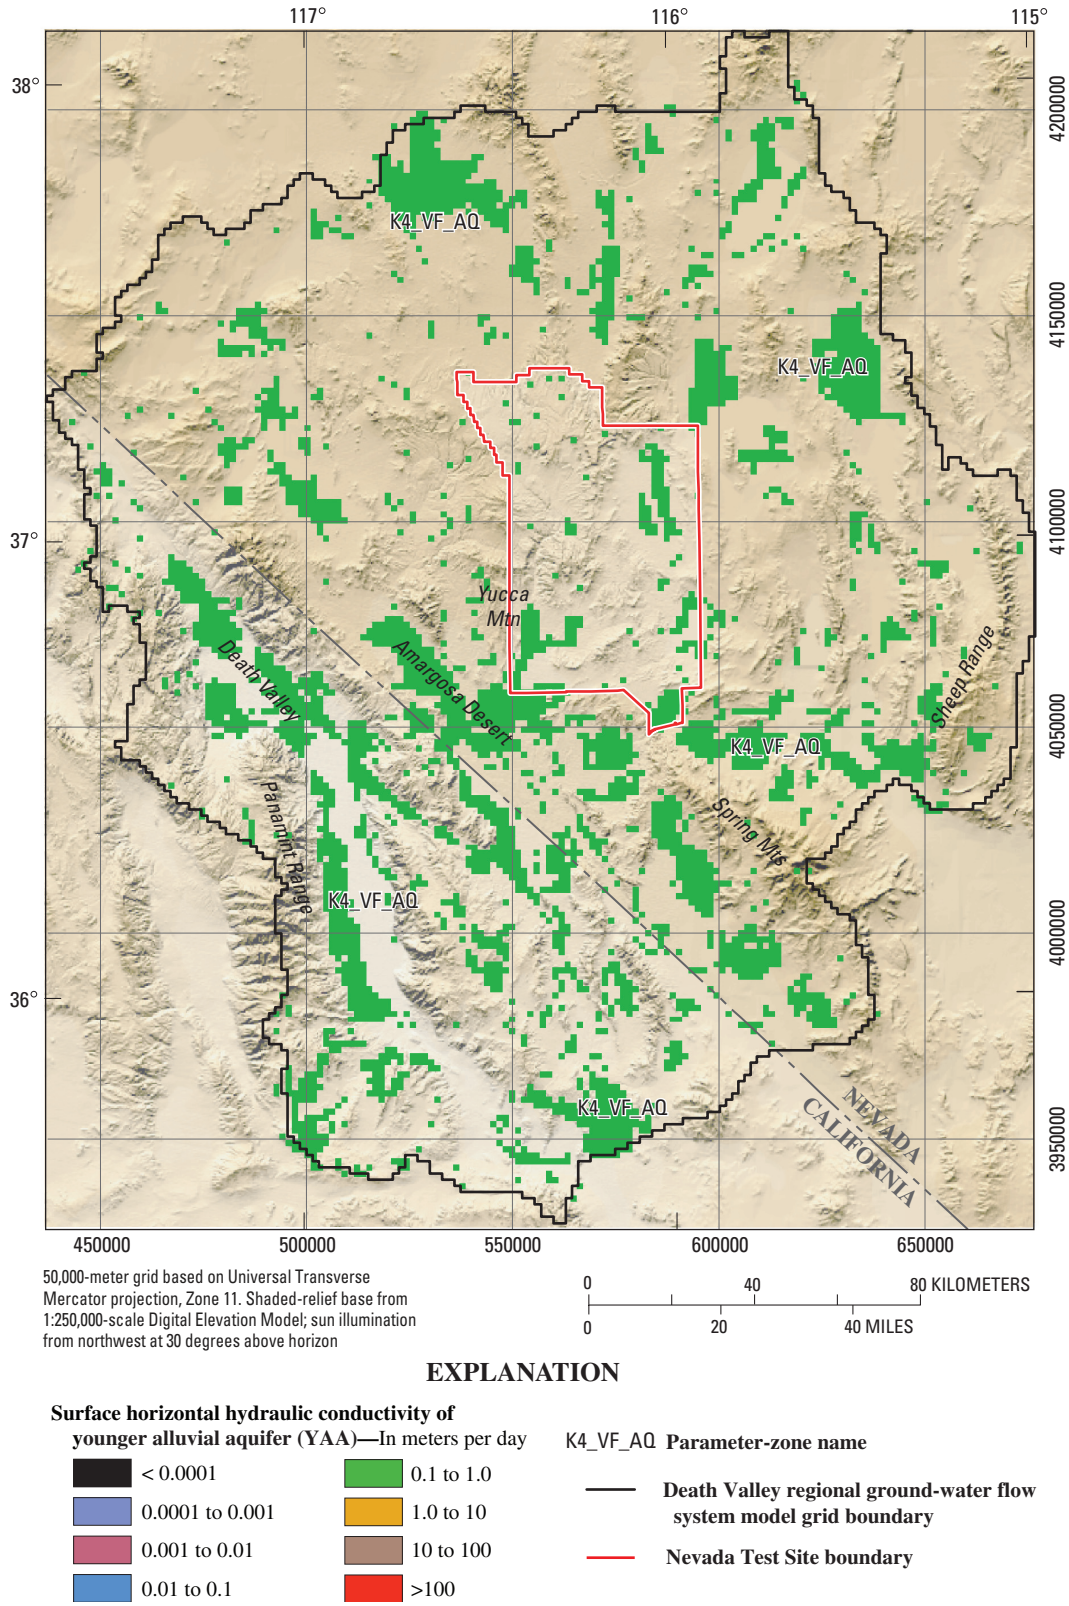 117°
116°
115°
38°
4200000
K4_VF_AQ
4150000
K4_VF_AQ
37°
4100000
Yucca
Mtn
Death Valley
Amargosa Desert
Sheep Range
4050000
K4_VF_AQ
Panamint Range
Spring Mts
K4_VF_AQ
4000000
36°
K4_VF_AQ
NEVADA
CALIFORNIA
3950000
450000
500000
550000
600000
650000
50,000-meter grid based on Universal Transverse
Mercator projection, Zone 11. Shaded-relief base from
1:250,000-scale Digital Elevation Model; sun illumination
from northwest at 30 degrees above horizon
0 40 80 KILOMETERS
0 20 40 MILES
EXPLANATION
Surface horizontal hydraulic conductivity of
younger alluvial aquifer (YAA)—In meters per day
< 0.0001
0.0001 to 0.001
0.001 to 0.01
0.01 to 0.1
0.1 to 1.0
1.0 to 10
10 to 100
>100
K4_VF_AQ Parameter-zone name
Death Valley regional ground-water flow
system model grid boundary
Nevada Test Site boundary